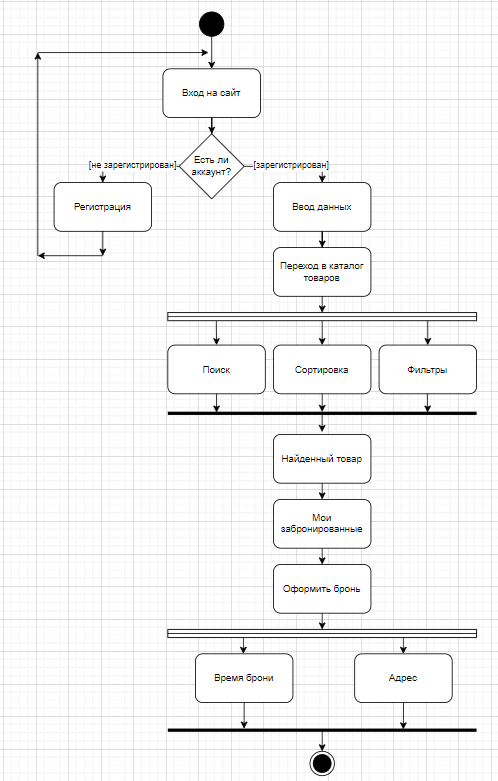 Вход на сайт
Есть ли
аккаунт?
[не зарегистрирован]
[зарегистрирован]
Регистрация
Ввод данных
Переход в каталог
товаров
Поиск
Сортировка
Фильтры
Найденный товар
Мои
забронированные
Оформить бронь
Время брони
Адрес